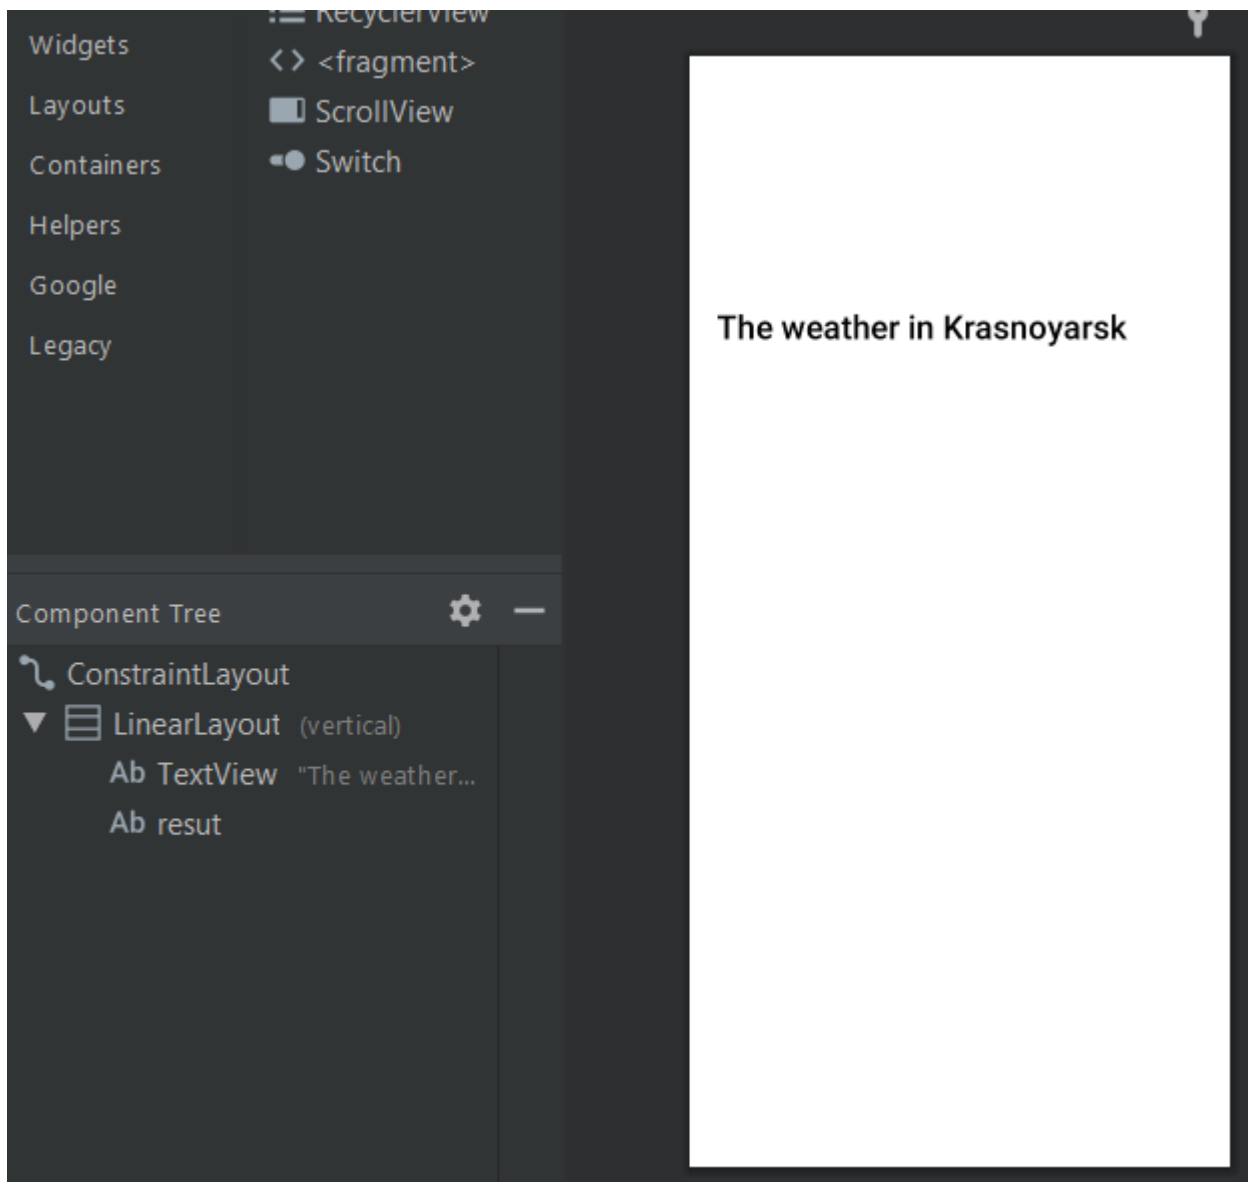 Widgets
Layouts
Containers
Helpers
Google
Legacy
RecyclerView
<fragment>
ScrollView
Switch
The weather in Krasnoyarsk
Component Tree
ConstraintLayout
LinearLayout (vertical)
Ab TextView "The weather...
Ab resut